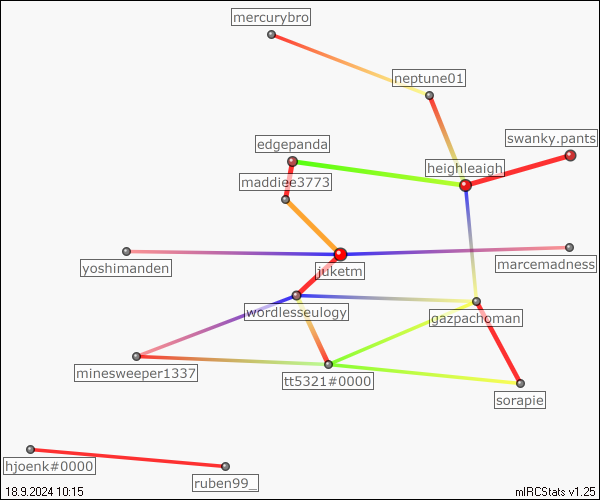 mercurybro
neptune01
swanky.pants
edgepanda
heighleaigh
maddiee3773
yoshimanden
juketm
marcemadness
wordlesseulogy
gazpachoman
minesweeper1337
tt5321#0000
sorapie
hjoenk#0000
ruben99_
18.9.2024 10:15
mIRCStats v1.25